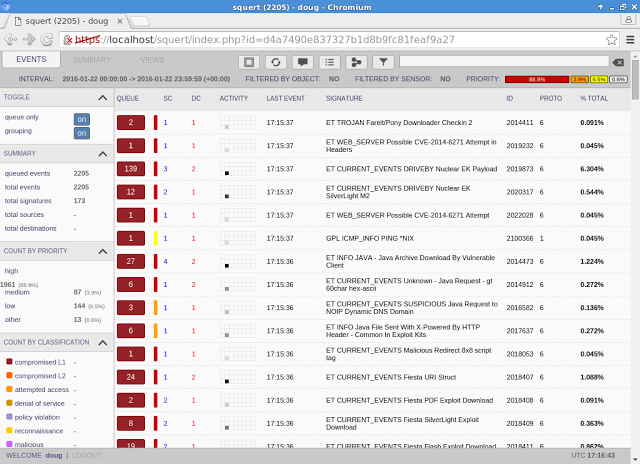 squert (2205) - doug - Chromium
squert (2205) - doug
https://localhost/squert/index.php?id=d4a7490e837327b1d8b9fc81feaf9a27
EVENTS SUMMARY VIEWS
INTERVAL: 2016-01-22 00:00:00 -> 2016-01-22 23:59:59 (+00:00) FILTERED BY OBJECT: NO FILTERED BY SENSOR: NO PRIORITY: 88.9% 3.9% 6.5% 0.6%
TOGGLE
queue only on
grouping on
SUMMARY
queued events 2205
total events 2205
total signatures 173
total sources -
total destinations -
COUNT BY PRIORITY
high
1961 (88.9%)
medium 87 (3.9%)
low 144 (6.5%)
other 13 (0.6%)
COUNT BY CLASSIFICATION
compromised L1 -
compromised L2 -
attempted access -
denial of service -
policy violation -
reconnaissance -
malicious -
QUEUE SC DC ACTIVITY LAST EVENT SIGNATURE ID PROTO % TOTAL
2 1 1 17:15:37 ET TROJAN Fareit/Pony Downloader Checkin 2 2014411 6 0.091%
1 1 1 17:15:37 ET WEB_SERVER Possible CVE-2014-6271 Attempt in
Headers 2019232 6 0.045%
139 3 2 17:15:37 ET CURRENT_EVENTS DRIVEBY Nuclear EK Payload 2019873 6 6.304%
12 2 1 17:15:37 ET CURRENT_EVENTS DRIVEBY Nuclear EK
SilverLight M2 2020317 6 0.544%
1 1 1 17:15:37 ET WEB_SERVER Possible CVE-2014-6271 Attempt 2022028 6 0.045%
1 1 1 17:15:37 GPL ICMP_INFO PING *NIX 2100366 1 0.045%
27 4 2 17:15:36 ET INFO JAVA - Java Archive Download By Vulnerable
Client 2014473 6 1.224%
6 1 2 17:15:36 ET CURRENT_EVENTS Unknown - Java Request - gt
60char hex-ascii 2014912 6 0.272%
3 1 1 17:15:36 ET CURRENT_EVENTS SUSPICIOUS Java Request to
NOIP Dynamic DNS Domain 2016582 6 0.136%
6 1 1 17:15:36 ET INFO Java File Sent With X-Powered By HTTP
Header - Common In Exploit Kits 2017637 6 0.272%
1 1 1 17:15:36 ET CURRENT_EVENTS Malicious Redirect 8x8 script
tag 2018053 6 0.045%
24 1 2 17:15:36 ET CURRENT_EVENTS Fiesta URI Struct 2018407 6 1.088%
2 2 1 17:15:36 ET CURRENT_EVENTS Fiesta PDF Exploit Download 2018408 6 0.091%
8 2 1 17:15:36 ET CURRENT_EVENTS Fiesta SilverLight Exploit
Download 2018409 6 0.363%
19 2 1 17:15:36 ET CURRENT_EVENTS Fiesta Flash Exploit Download 2018411 6 0.862%
WELCOME doug | LOGOUT UTC 17:16:43